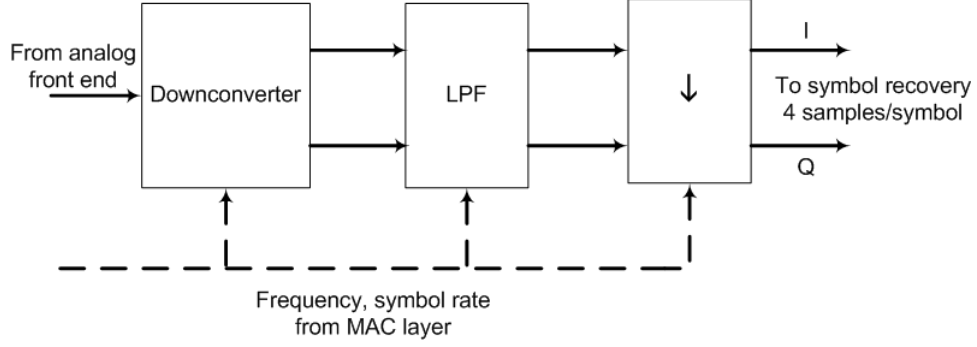 From analog
front end
Downconverter
LPF
↓
I
To symbol recovery
4 samples/symbol
Q
Frequency, symbol rate
from MAC layer